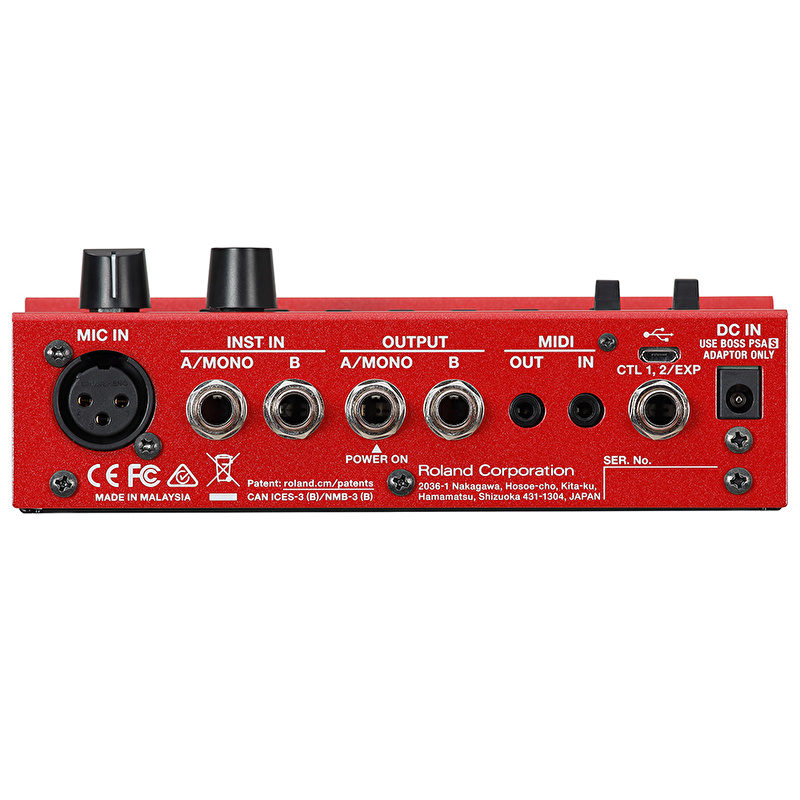 MIC IN
INST IN
A/MONO B
OUTPUT
A/MONO B
POWER ON
MIDI
OUT IN
CTL 1, 2/EXP
DC IN
USE BOSS PSA S
ADAPTOR ONLY
CE FC
MADE IN MALAYSIA
Patent: roland.cm/patents
CAN ICES-3 (B)/NMB-3 (B)
Roland Corporation
2036-1 Nakagawa, Hosoe-cho, Kita-ku,
Hamamatsu, Shizuoka 431-1304, JAPAN
SER. No.